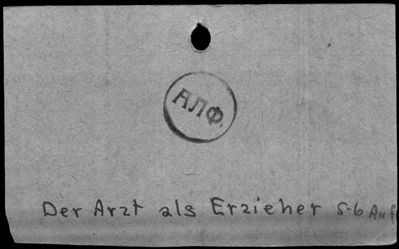 АЛФ.
Der Arzt als Erzieher 5-6 Auf